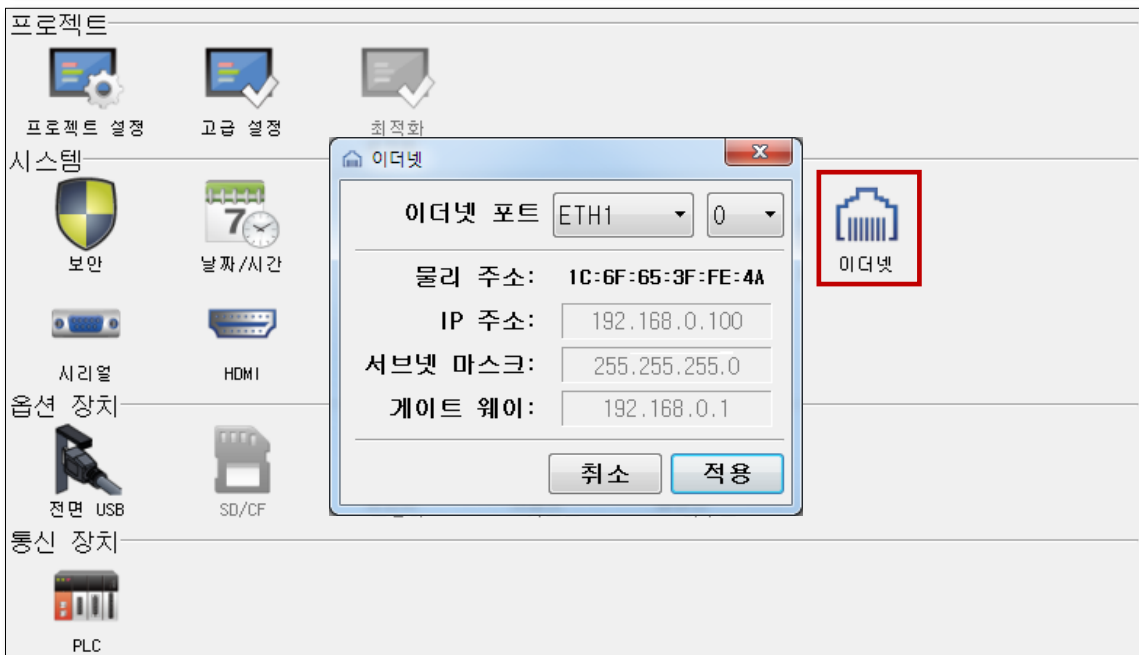 프로젝트
프로젝트 설정
고급 설정
최적화
시스템
보안
7
날짜/시간
이더넷
시리얼
HDMI
이더넷
이더넷 포트 ETH1 0
물리 주소: 1C:6F:65:3F:FE:4A
IP 주소: 192.168.0.100
서브넷 마스크: 255.255.255.0
게이트 웨이: 192.168.0.1
취소 적용
옵션 장치
전면 USB
SD/CF
통신 장치
PLC